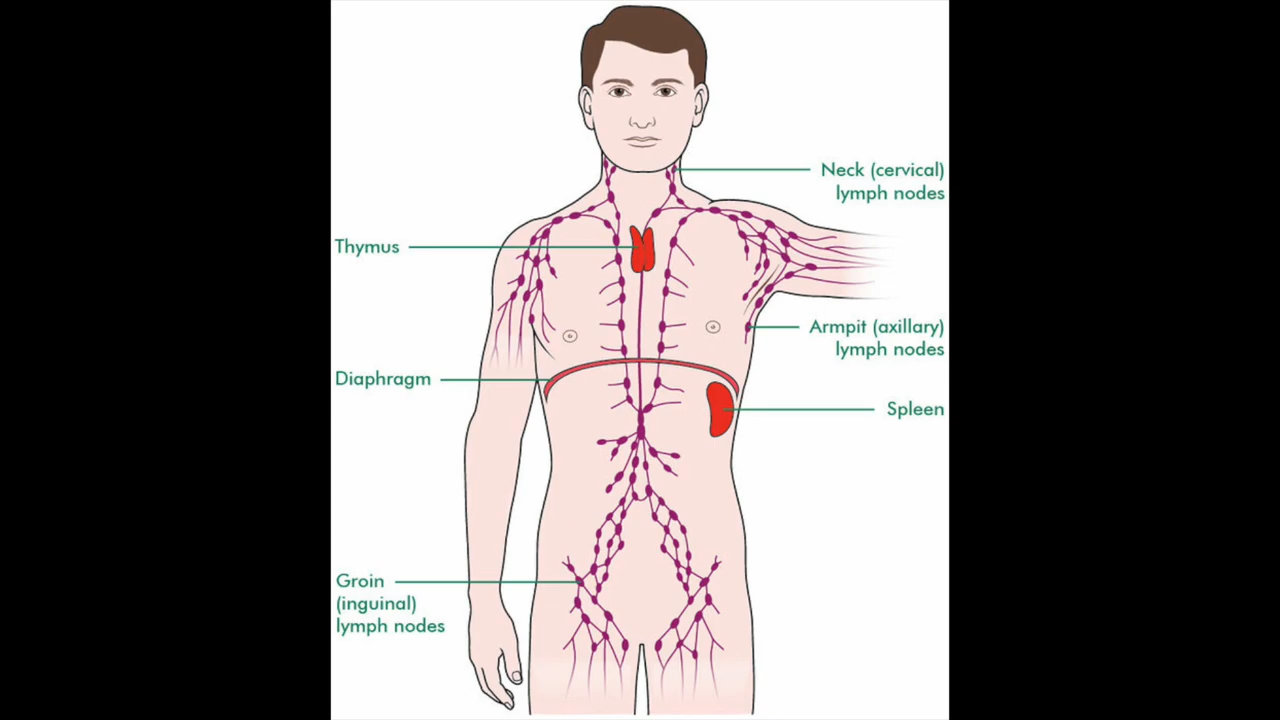 Neck (cervical)
lymph nodes
Thymus
Armpit (axillary)
lymph nodes
Diaphragm
Spleen
Groin
(inguinal)
lymph nodes